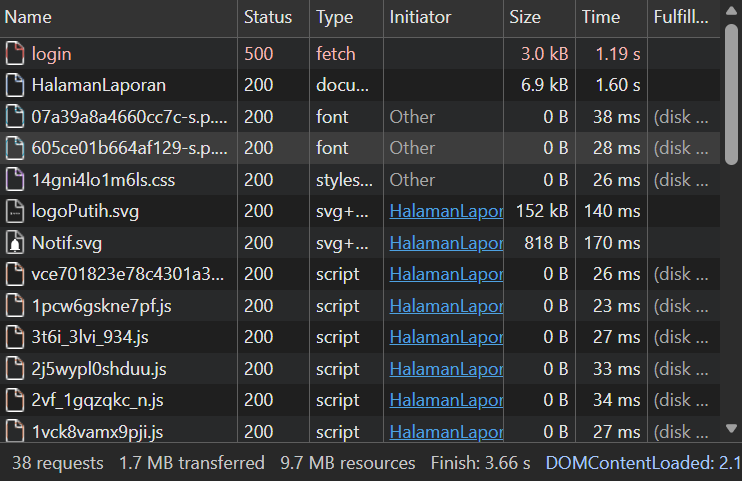 Name Status Type Initiator Size Time Fulfill...
login 500 fetch 3.0 kB 1.19 s
HalamanLaporan 200 docu... 6.9 kB 1.60 s
07a39a8a4660cc7c-s.p.... 200 font Other 0 B 38 ms (disk ...
605ce01b664af129-s.p.... 200 font Other 0 B 28 ms (disk ...
14gni4lo1m6ls.css 200 styles... Other 0 B 26 ms (disk ...
logoPutih.svg 200 svg+... HalamanLapor 152 kB 140 ms
Notif.svg 200 svg+... HalamanLapor 818 B 170 ms
vce701823e78c4301a3... 200 script HalamanLapor 0 B 26 ms (disk ...
1pcw6gskne7pf.js 200 script HalamanLapor 0 B 23 ms (disk ...
3t6i_3lvi_934.js 200 script HalamanLapor 0 B 27 ms (disk ...
2j5wypl0shduu.js 200 script HalamanLapor 0 B 33 ms (disk ...
2vf_1gqzqkc_n.js 200 script HalamanLapor 0 B 34 ms (disk ...
1vck8vamx9pji.js 200 script HalamanLapor 0 B 27 ms (disk ...
38 requests 1.7 MB transferred 9.7 MB resources Finish: 3.66 s DOMContentLoaded: 2.1